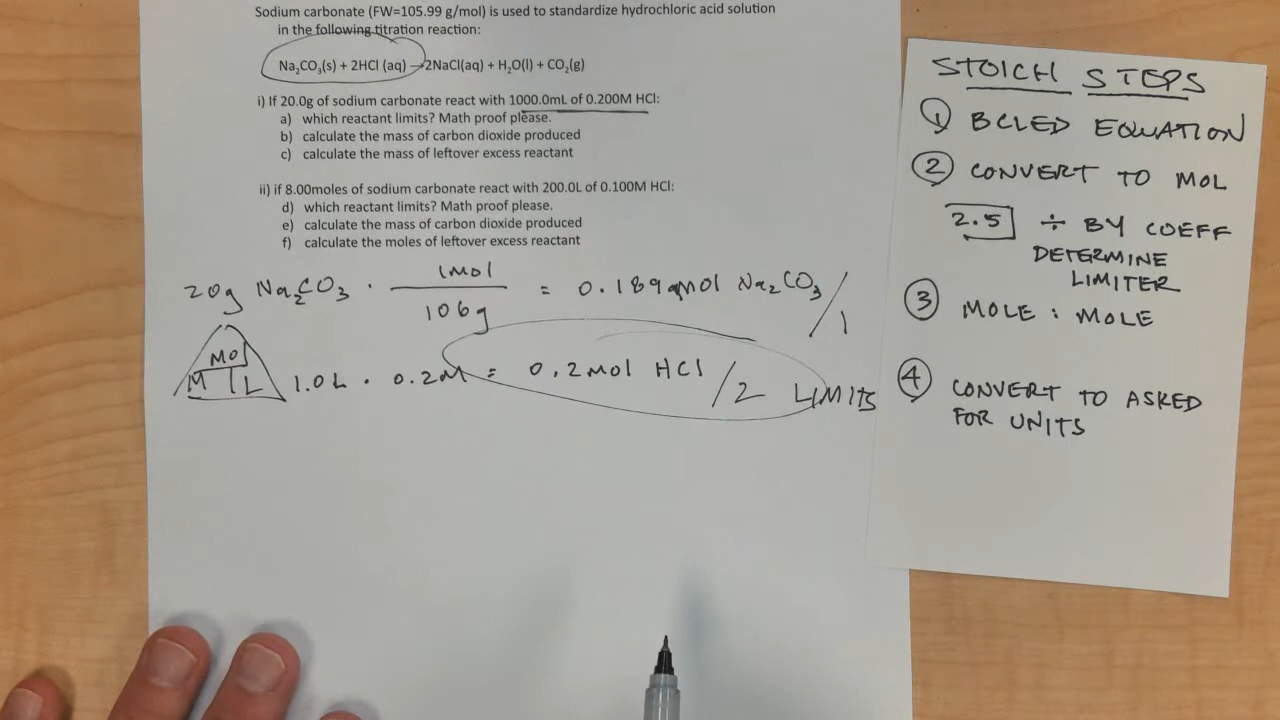 Sodium carbonate (FW=105.99 g/mol) is used to standardize hydrochloric acid solution
in the following titration reaction:
Na₂CO₃(s) + 2HCl (aq) →2NaCl(aq) + H₂O(l) + CO₂(g)
i) If 20.0g of sodium carbonate react with 1000.0mL of 0.200M HCl:
a) which reactant limits? Math proof please.
b) calculate the mass of carbon dioxide produced
c) calculate the mass of leftover excess reactant
ii) if 8.00moles of sodium carbonate react with 200.0L of 0.100M HCl:
d) which reactant limits? Math proof please.
e) calculate the mass of carbon dioxide produced
f) calculate the moles of leftover excess reactant
20g Na₂CO₃ · 1mol / 106g = 0.189 mol Na₂CO₃ / 1
Mol
M L 1.0L · 0.2M = 0.2mol HCl / 2 LIMITS
STOICH STEPS
① BCLED EQUATION
② CONVERT TO MOL
2.5 ÷ BY COEFF
DETERMINE
LIMITER
③ MOLE : MOLE
④ CONVERT TO ASKED
FOR UNITS